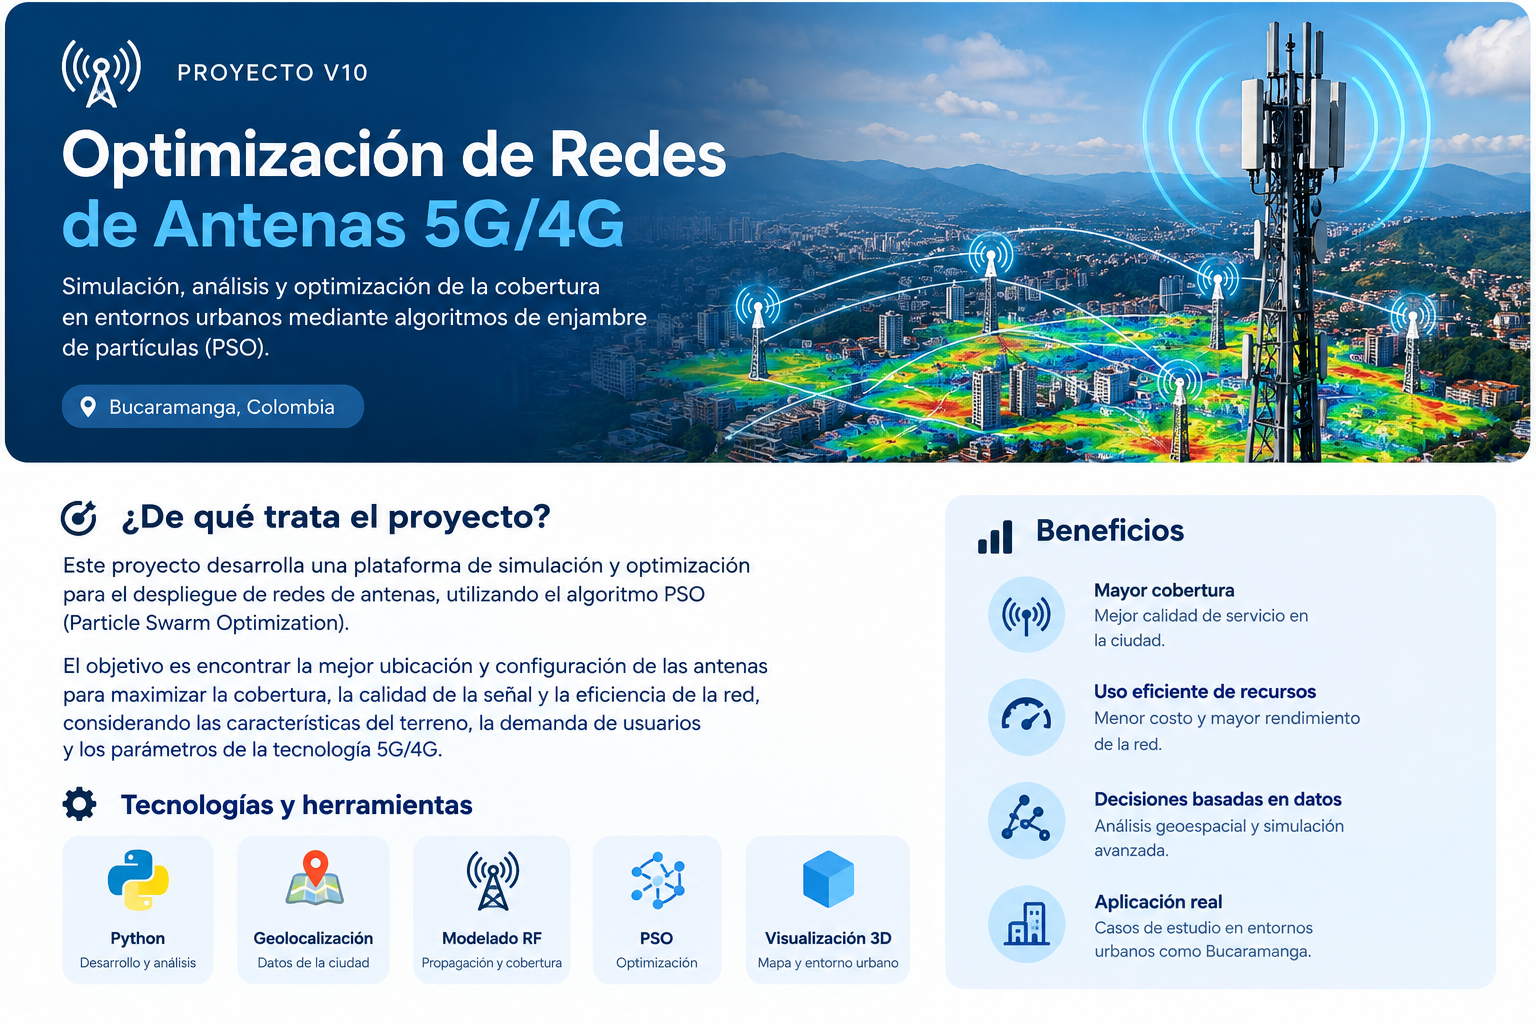 PROYECTO V10
Optimización de Redes
de Antenas 5G/4G
Simulación, análisis y optimización de la cobertura
en entornos urbanos mediante algoritmos de enjambre
de partículas (PSO).
Bucaramanga, Colombia
¿De qué trata el proyecto?
Este proyecto desarrolla una plataforma de simulación y optimización
para el despliegue de redes de antenas, utilizando el algoritmo PSO
(Particle Swarm Optimization).
El objetivo es encontrar la mejor ubicación y configuración de las antenas
para maximizar la cobertura, la calidad de la señal y la eficiencia de la red,
considerando las características del terreno, la demanda de usuarios
y los parámetros de la tecnología 5G/4G.
Tecnologías y herramientas
Python
Desarrollo y análisis
Geolocalización
Datos de la ciudad
Modelado RF
Propagación y cobertura
PSO
Optimización
Visualización 3D
Mapa y entorno urbano
Beneficios
Mayor cobertura
Mejor calidad de servicio en
la ciudad.
Uso eficiente de recursos
Menor costo y mayor rendimiento
de la red.
Decisiones basadas en datos
Análisis geoespacial y simulación
avanzada.
Aplicación real
Casos de estudio en entornos
urbanos como Bucaramanga.